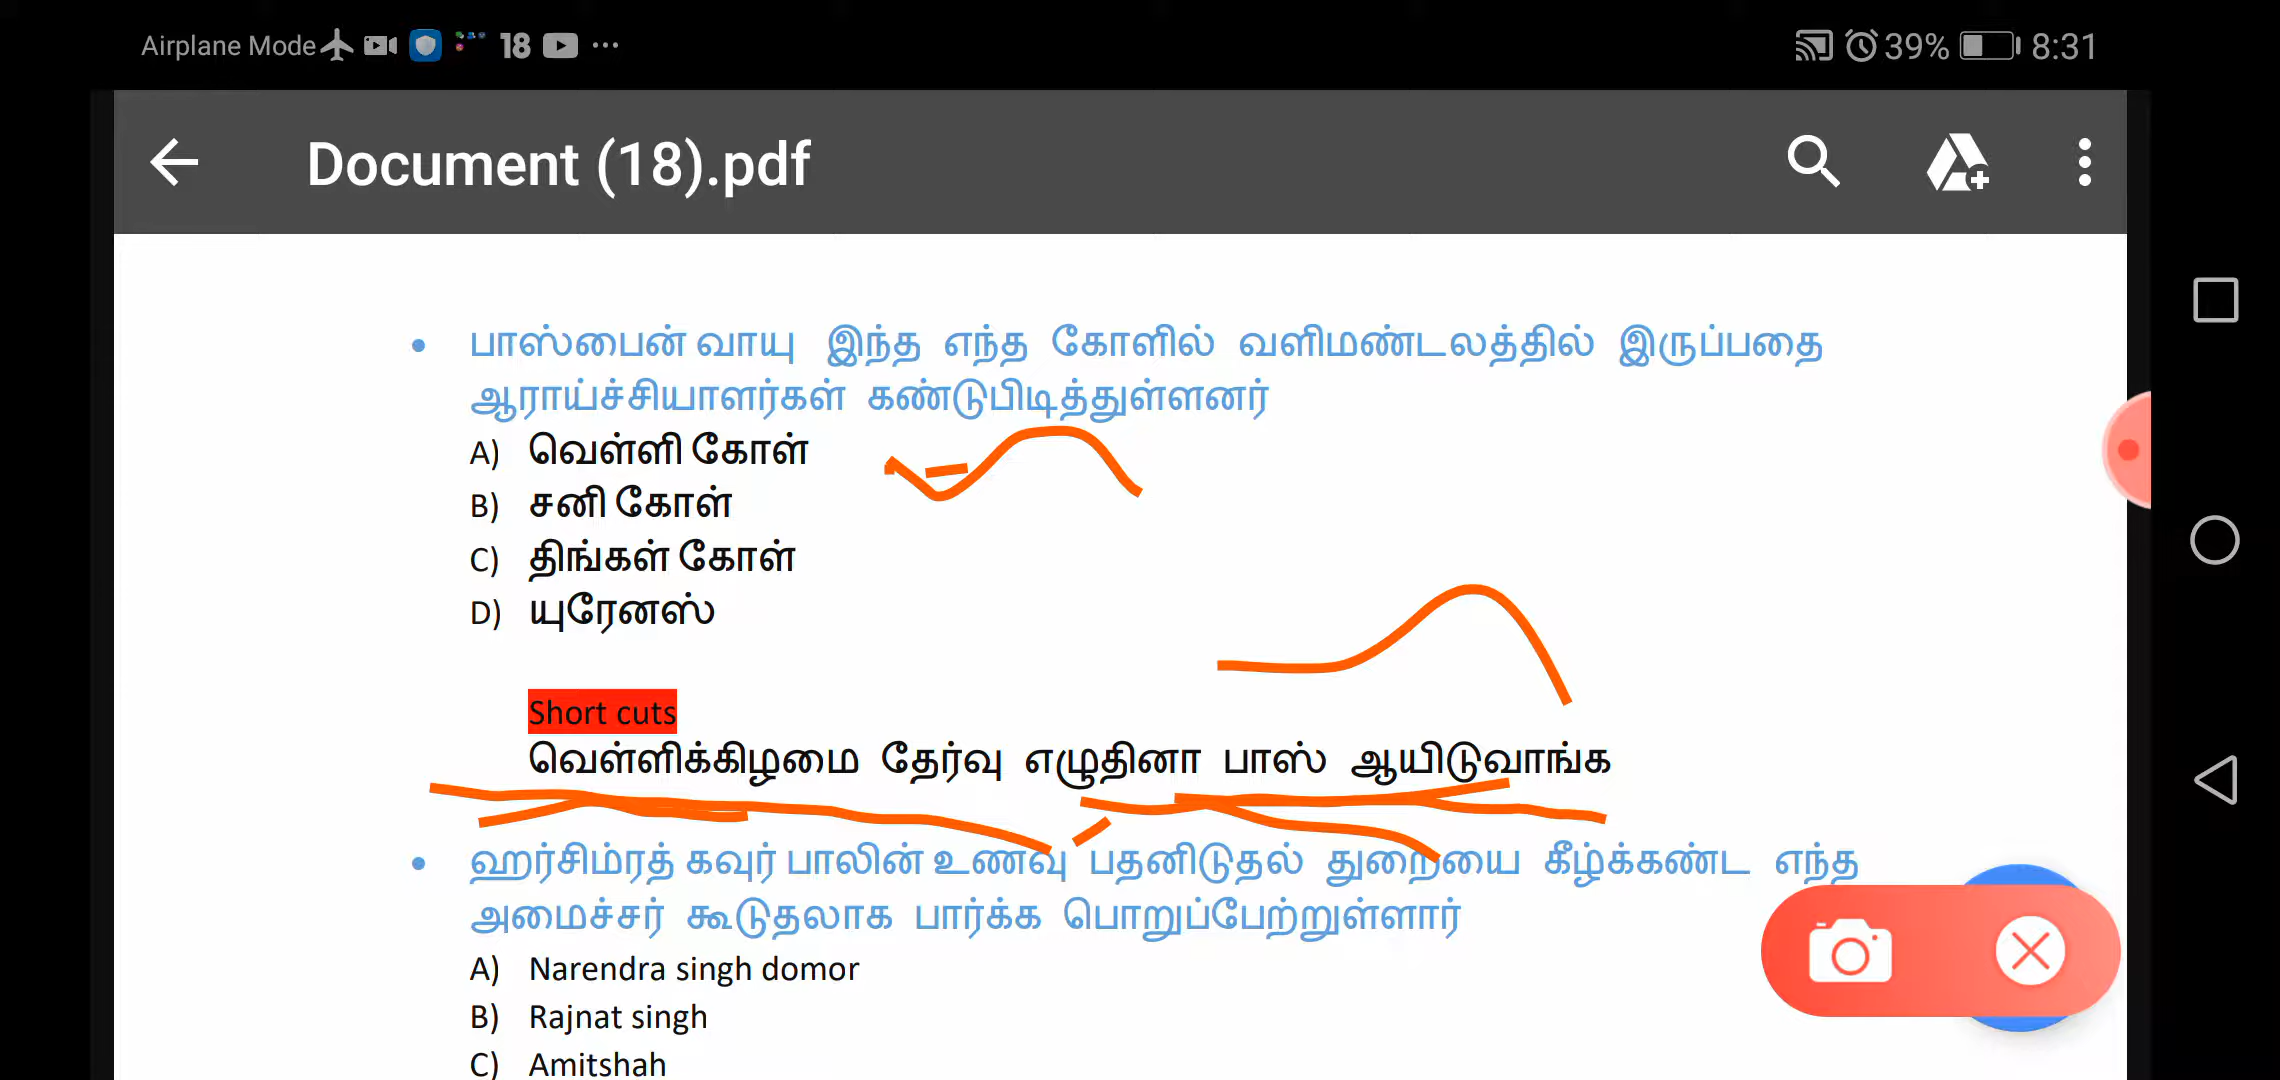 Airplane Mode 18 39% 8:31
Document (18).pdf
பாஸ்பைன் வாயு இந்த எந்த கோளில் வளிமண்டலத்தில் இருப்பதை
ஆராய்ச்சியாளர்கள் கண்டுபிடித்துள்ளனர்
A) வெள்ளி கோள்
B) சனி கோள்
C) திங்கள் கோள்
D) யுரேனஸ்
Short cuts
வெள்ளிக்கிழமை தேர்வு எழுதினா பாஸ் ஆயிடுவாங்க
ஹர்சிம்ரத் கவுர் பாலின் உணவு பதனிடுதல் துறையை கீழ்க்கண்ட எந்த
அமைச்சர் கூடுதலாக பார்க்க பொறுப்பேற்றுள்ளார்
A) Narendra singh domor
B) Rajnat singh
C) Amitshah